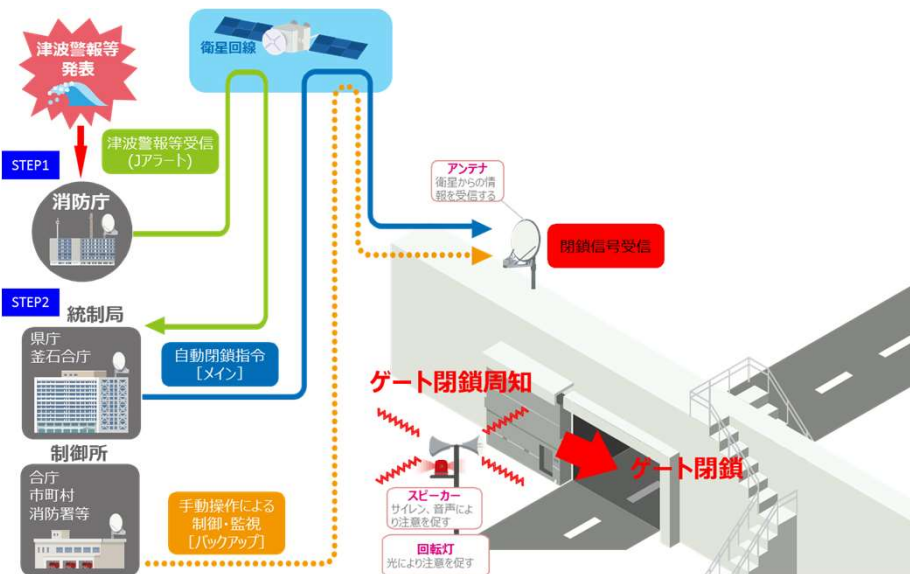 津波警報等
発表
衛星回線
津波警報等受信
(Jアラート)
STEP1
消防庁
アンテナ
衛星からの情
報を受信する
閉鎖信号受信
STEP2
統制局
県庁
釜石合庁
自動閉鎖指令
[メイン]
ゲート閉鎖周知
ゲート閉鎖
制御所
合庁
市町村
消防署等
手動操作による
制御・監視
[バックアップ]
スピーカー
サイレン、音声によ
り注意を促す
回転灯
光により注意を促す